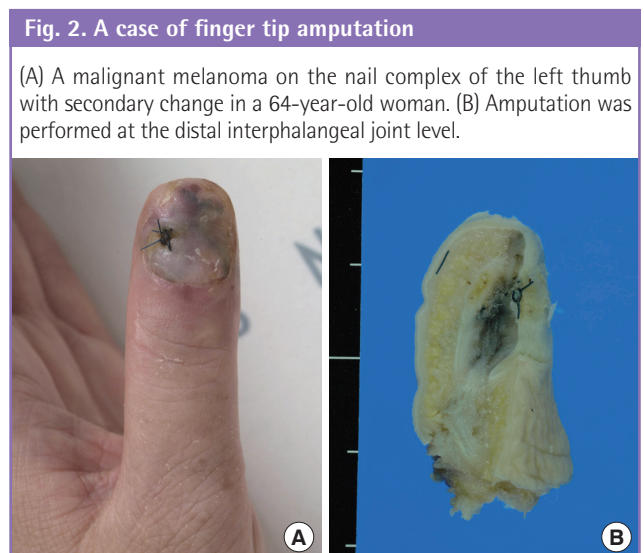 Fig. 2. A case of finger tip amputation
(A) A malignant melanoma on the nail complex of the left thumb
with secondary change in a 64-year-old woman. (B) Amputation was
performed at the distal interphalangeal joint level.
A
B